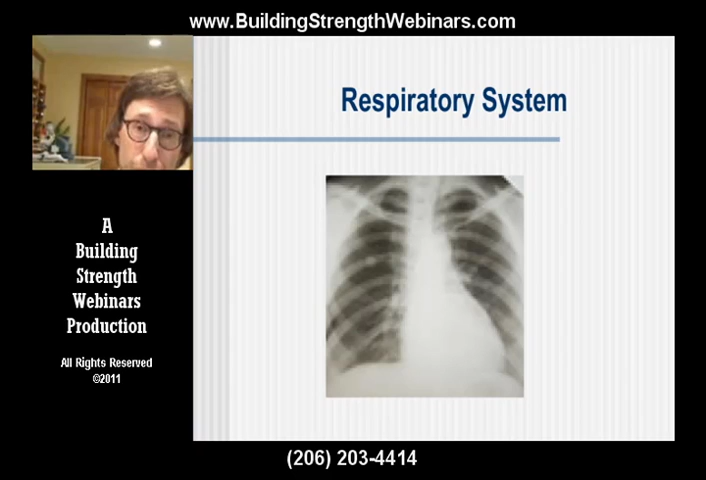 www.BuildingStrengthWebinars.com
Respiratory System
A
Building
Strength
Webinars
Production
All Rights Reserved
©2011
(206) 203-4414